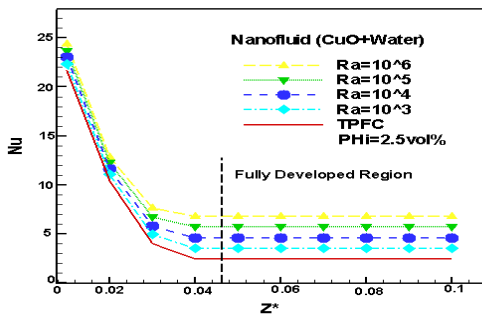 Nanofluid (CuO+Water)
Ra=10^6
Ra=10^5
Ra=10^4
Ra=10^3
TPFC
PHi=2.5vol%
Fully Developed Region
Nu
25
20
15
10
5
0
0
0.02
0.04
0.06
0.08
0.1
Z*